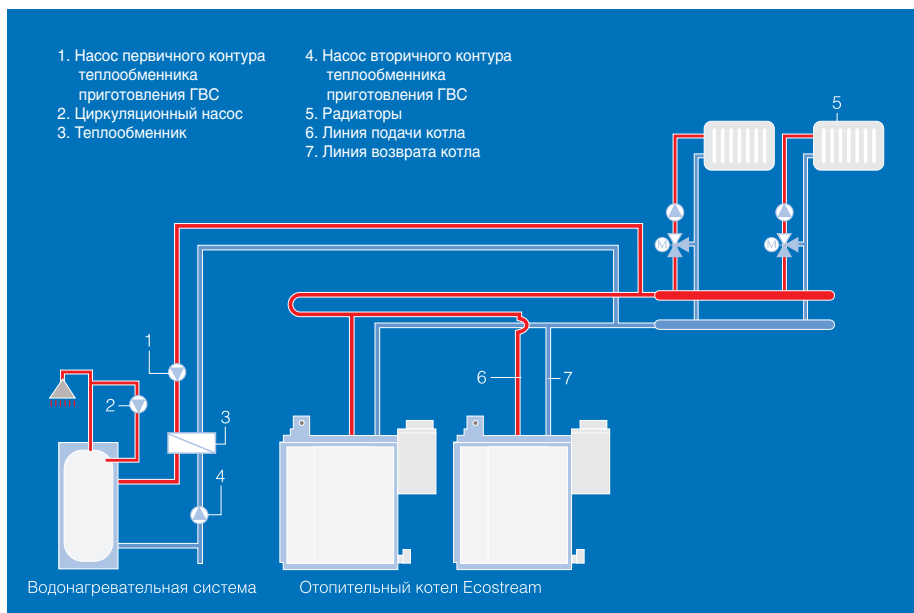 1. Насос первичного контура
теплообменника
приготовления ГВС
2. Циркуляционный насос
3. Теплообменник
4. Насос вторичного контура
теплообменника
приготовления ГВС
5. Радиаторы
6. Линия подачи котла
7. Линия возврата котла
5
M
M
1
2
3
4
6
7
Водонагревательная система
Отопительный котел Ecostream